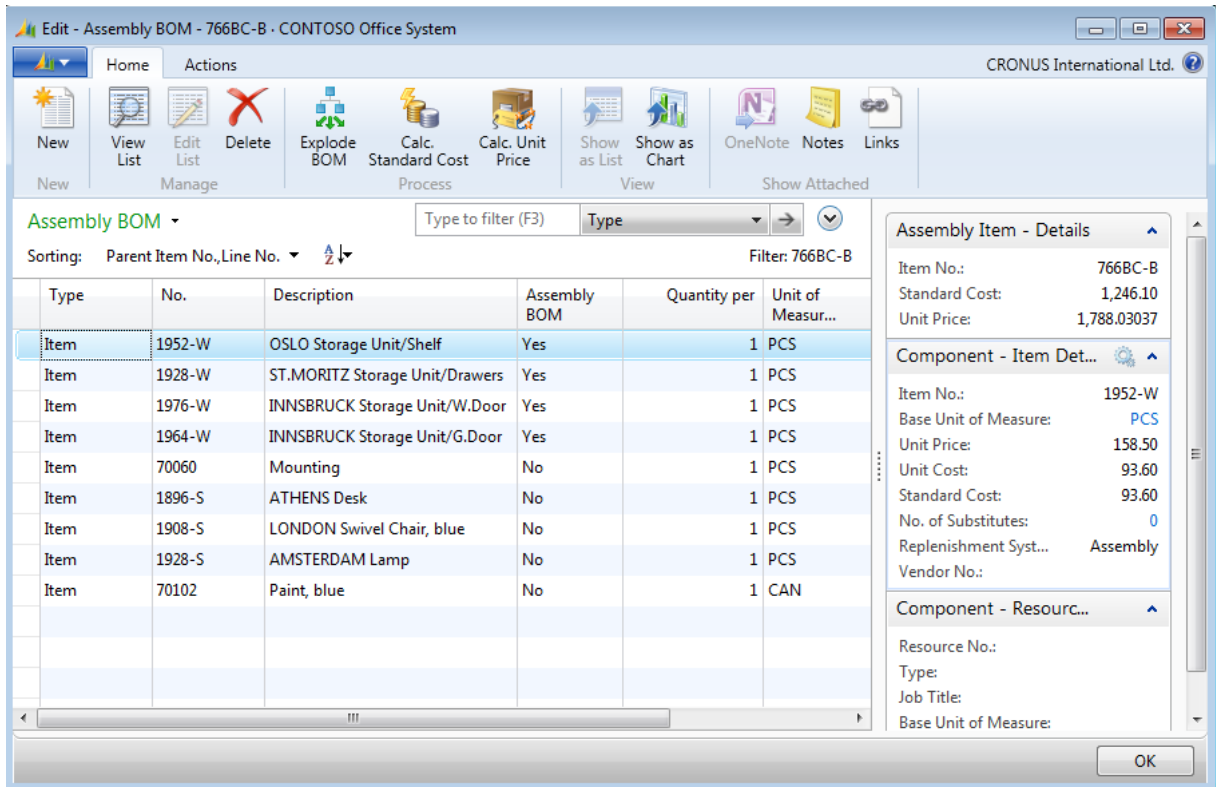 Edit - Assembly BOM - 766BC-B · CONTOSO Office System
Home Actions CRONUS International Ltd.
New View List Edit List Delete Explode BOM Calc. Standard Cost Calc. Unit Price Show as List Show as Chart OneNote Notes Links
New Manage Process View Show Attached
Assembly BOM Type to filter (F3) Type
Sorting: Parent Item No.,Line No. A Z Filter: 766BC-B
Type No. Description Assembly BOM Quantity per Unit of Measur...
Item 1952-W OSLO Storage Unit/Shelf Yes 1 PCS
Item 1928-W ST.MORITZ Storage Unit/Drawers Yes 1 PCS
Item 1976-W INNSBRUCK Storage Unit/W.Door Yes 1 PCS
Item 1964-W INNSBRUCK Storage Unit/G.Door Yes 1 PCS
Item 70060 Mounting No 1 PCS
Item 1896-S ATHENS Desk No 1 PCS
Item 1908-S LONDON Swivel Chair, blue No 1 PCS
Item 1928-S AMSTERDAM Lamp No 1 PCS
Item 70102 Paint, blue No 1 CAN
Assembly Item - Details
Item No.: 766BC-B
Standard Cost: 1,246.10
Unit Price: 1,788.03037
Component - Item Det...
Item No.: 1952-W
Base Unit of Measure: PCS
Unit Price: 158.50
Unit Cost: 93.60
Standard Cost: 93.60
No. of Substitutes: 0
Replenishment Syst... Assembly
Vendor No.:
Component - Resourc...
Resource No.:
Type:
Job Title:
Base Unit of Measure:
OK